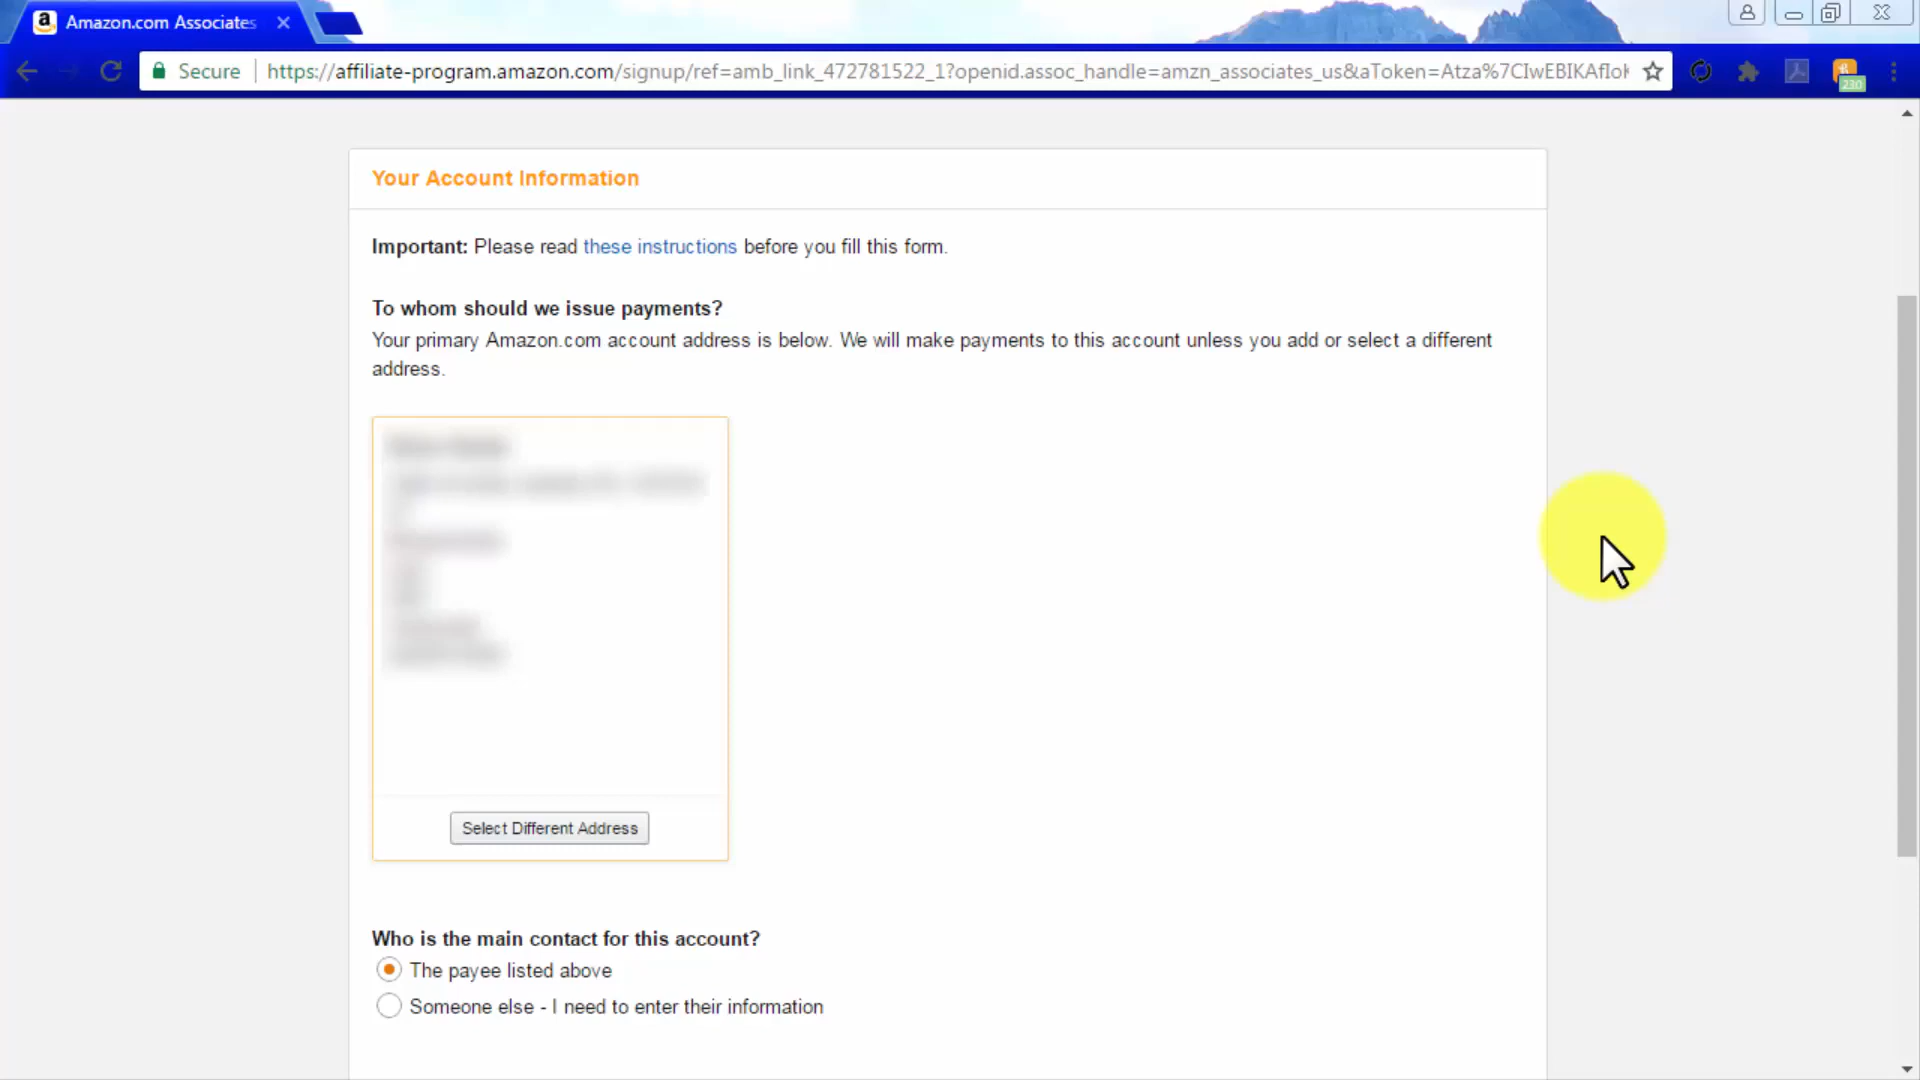 Amazon.com Associates
Secure
https://affiliate-program.amazon.com/signup/ref=amb_link_472781522_1?openid.assoc_handle=amzn_associates_us&aToken=Atza%7CIwEBIKAfIoK
230
Your Account Information
Important: Please read these instructions before you fill this form.
To whom should we issue payments?
Your primary Amazon.com account address is below. We will make payments to this account unless you add or select a different
address.
Select Different Address
Who is the main contact for this account?
The payee listed above
Someone else - I need to enter their information